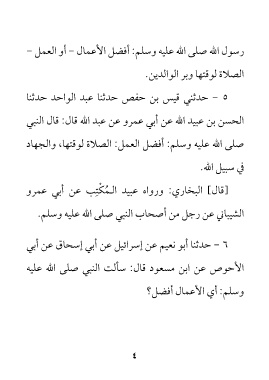 رسول الله صلى الله عليه وسلم: أفضل الأعمال – أو العمل –
الصلاة لوقتها وبر الوالدين.
٥ – حدثني قيس بن حفص حدثنا عبد الواحد حدثنا
الحسن بن عبيد الله عن أبي عمرو عن عبد الله قال: قال النبي
صلى الله عليه وسلم: أفضل العمل: الصلاة لوقتها، والجهاد
في سبيل الله.
[قال] البخاري: ورواه عبيد المُكْتِب عن أبي عمرو
الشيباني عن رجل من أصحاب النبي صلى الله عليه وسلم.
٦ – حدثنا أبو نعيم عن إسرائيل عن أبي إسحاق عن أبي
الأحوص عن ابن مسعود قال: سألت النبي صلى الله عليه
وسلم: أي الأعمال أفضل؟
٤